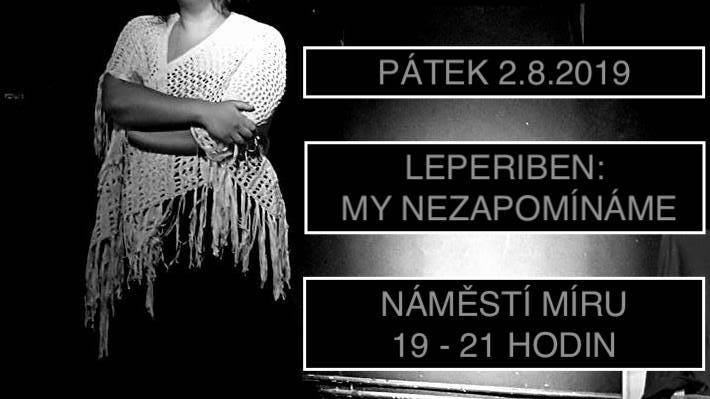 PÁTEK 2.8.2019
LEPERIBEN:
MY NEZAPOMÍNÁME
NÁMĚSTÍ MÍRU
19 - 21 HODIN